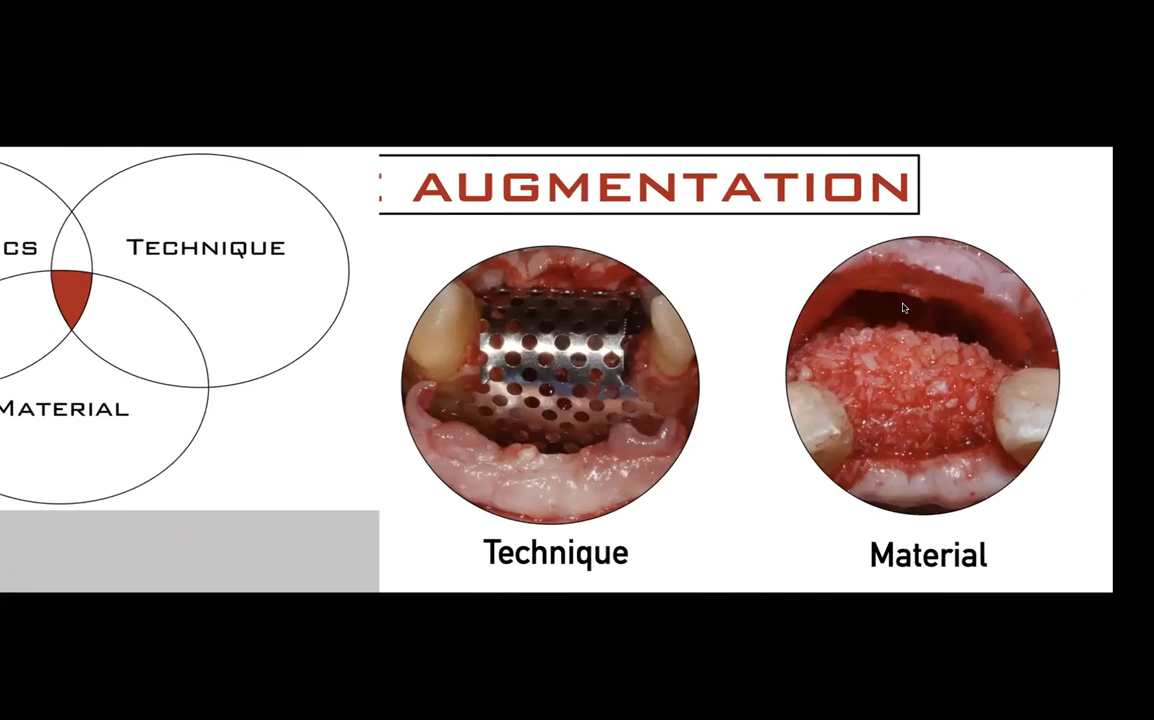 AUGMENTATION
CS
TECHNIQUE
MATERIAL
Technique
Material